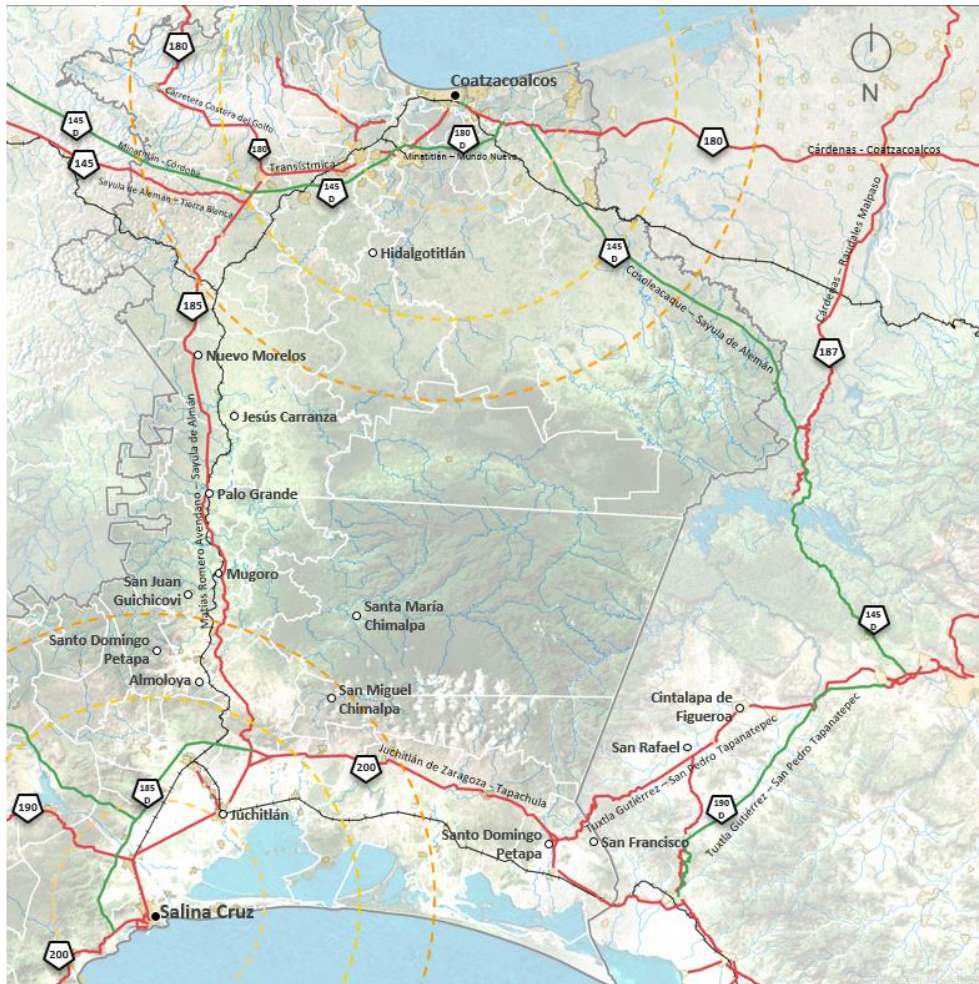 180
Coatzacoalcos
N
Carretera Costera del Golfo
145
D
Minatitlán - Córdoba
180
180
D
Minatitlán – Mundo Nuevo
180
Cárdenas - Coatzacoalcos
145
Transístmica
145
D
Sayula de Alemán – Tierra Blanca
Hidalgotitlán
145
D
Cosoleacaque – Sayula de Alemán
Cárdenas – Raudales Malpaso
185
187
Nuevo Morelos
Jesús Carranza
Matías Romero Avendaño – Sayula de Almán
Palo Grande
Mugoro
San Juan
Guichicovi
Santa María
Chimalpa
145
D
Santo Domingo
Petapa
Almoloya
San Miguel
Chimalpa
Cintalapa de
Figueroa
San Rafael
Juchitlán de Zaragoza - Tapachula
200
Tuxtla Gutiérrez – San Pedro Tapanatepec
Tuxtla Gutiérrez – San Pedro Tapanatepec
185
D
190
190
D
Juchitlán
Santo Domingo
Petapa
San Francisco
Salina Cruz
200